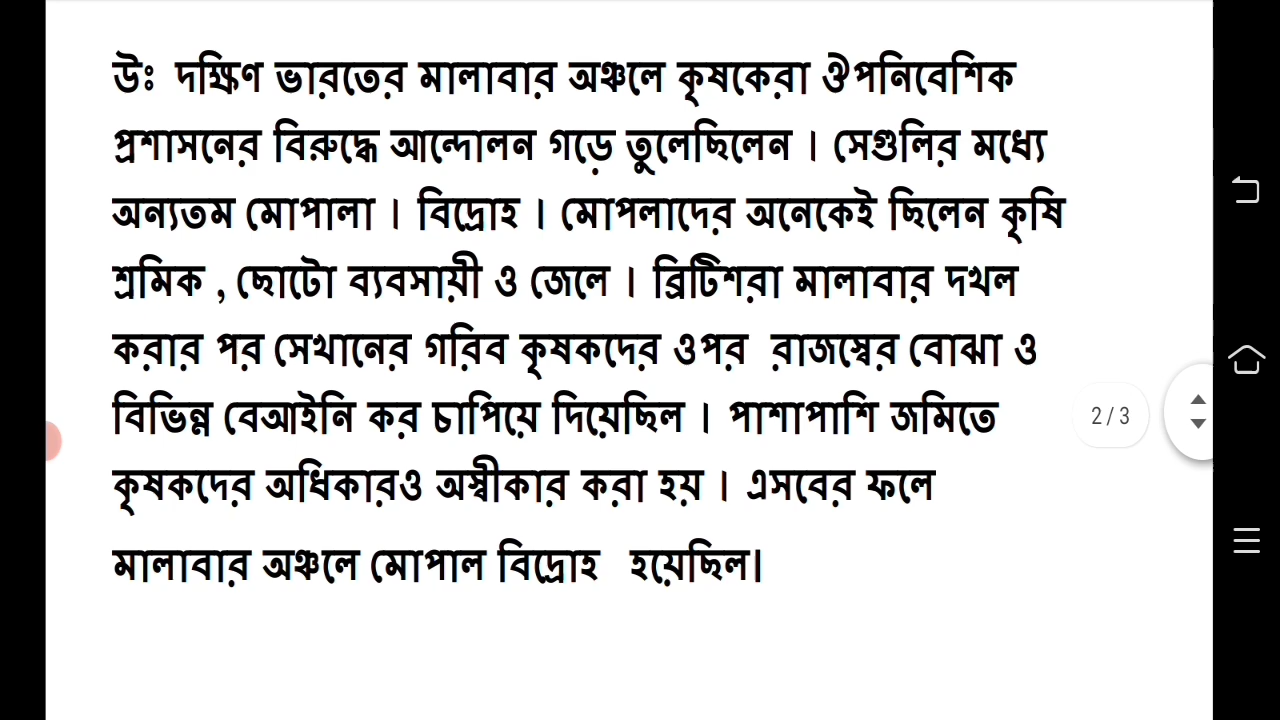 উঃ দক্ষিণ ভারতের মালাবার অঞ্চলে কৃষকেরা ঔপনিবেশিক
প্রশাসনের বিরুদ্ধে আন্দোলন গড়ে তুলেছিলেন । সেগুলির মধ্যে
অন্যতম মোপালা । বিদ্রোহ । মোপলাদের অনেকেই ছিলেন কৃষি
শ্রমিক , ছোটো ব্যবসায়ী ও জেলে । ব্রিটিশরা মালাবার দখল
করার পর সেখানের গরিব কৃষকদের ওপর রাজস্বের বোঝা ও
বিভিন্ন বেআইনি কর চাপিয়ে দিয়েছিল । পাশাপাশি জমিতে
2 / 3
কৃষকদের অধিকারও অস্বীকার করা হয় । এসবের ফলে
মালাবার অঞ্চলে মোপাল বিদ্রোহ হয়েছিল।